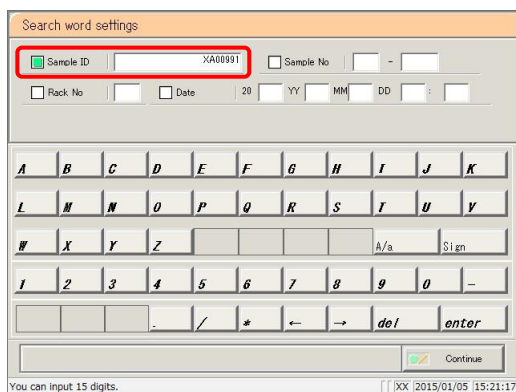 Search word settings
Sample ID XA00991 Sample No -
Rack No Date 20 YY MM DD :
A B C D E F G H I J K
L M N O P Q R S T U V
W X Y Z A/a Sign
1 2 3 4 5 6 7 8 9 0 -
. / * ← → del enter
Continue
You can input 15 digits. XX 2015/01/05 15:21:17